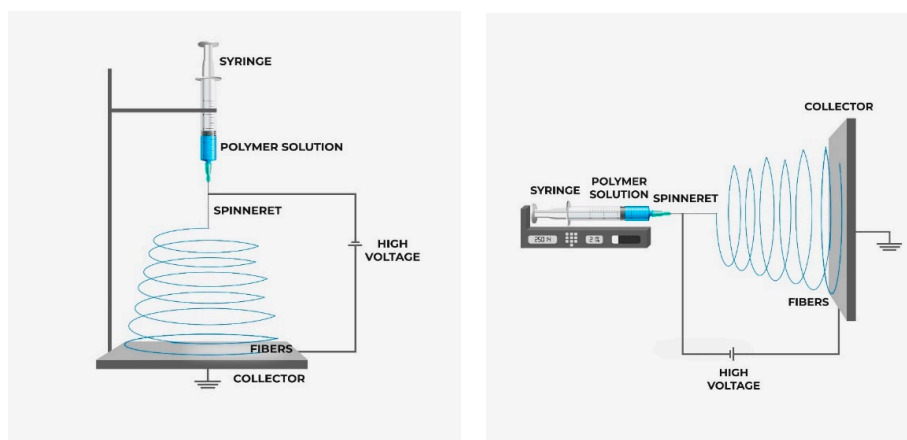 SYRINGE
POLYMER SOLUTION
SPINNERET
HIGH
VOLTAGE
FIBERS
COLLECTOR
COLLECTOR
SYRINGE
POLYMER
SOLUTION
SPINNERET
FIBERS
HIGH
VOLTAGE